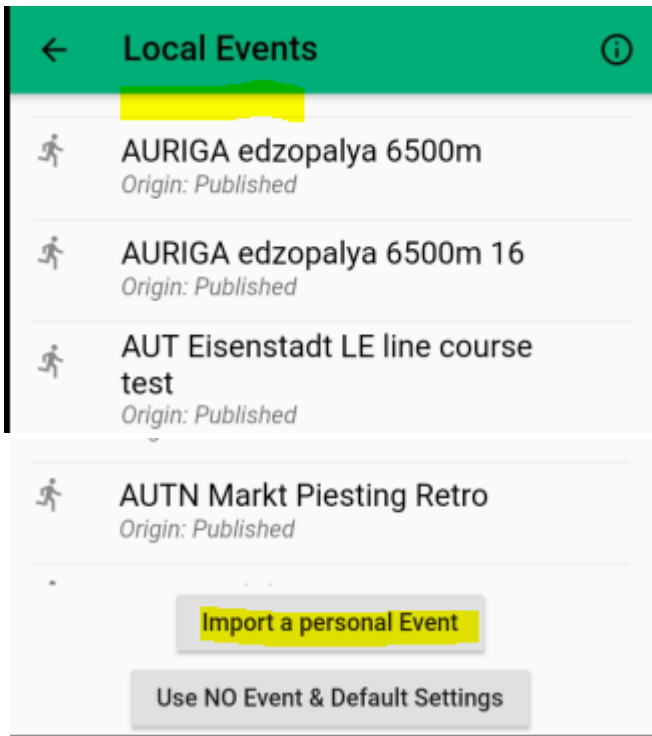 Local Events
AURIGA edzopalya 6500m
Origin: Published
AURIGA edzopalya 6500m 16
Origin: Published
AUT Eisenstadt LE line course
test
Origin: Published
AUTN Markt Piesting Retro
Origin: Published
Import a personal Event
Use NO Event & Default Settings